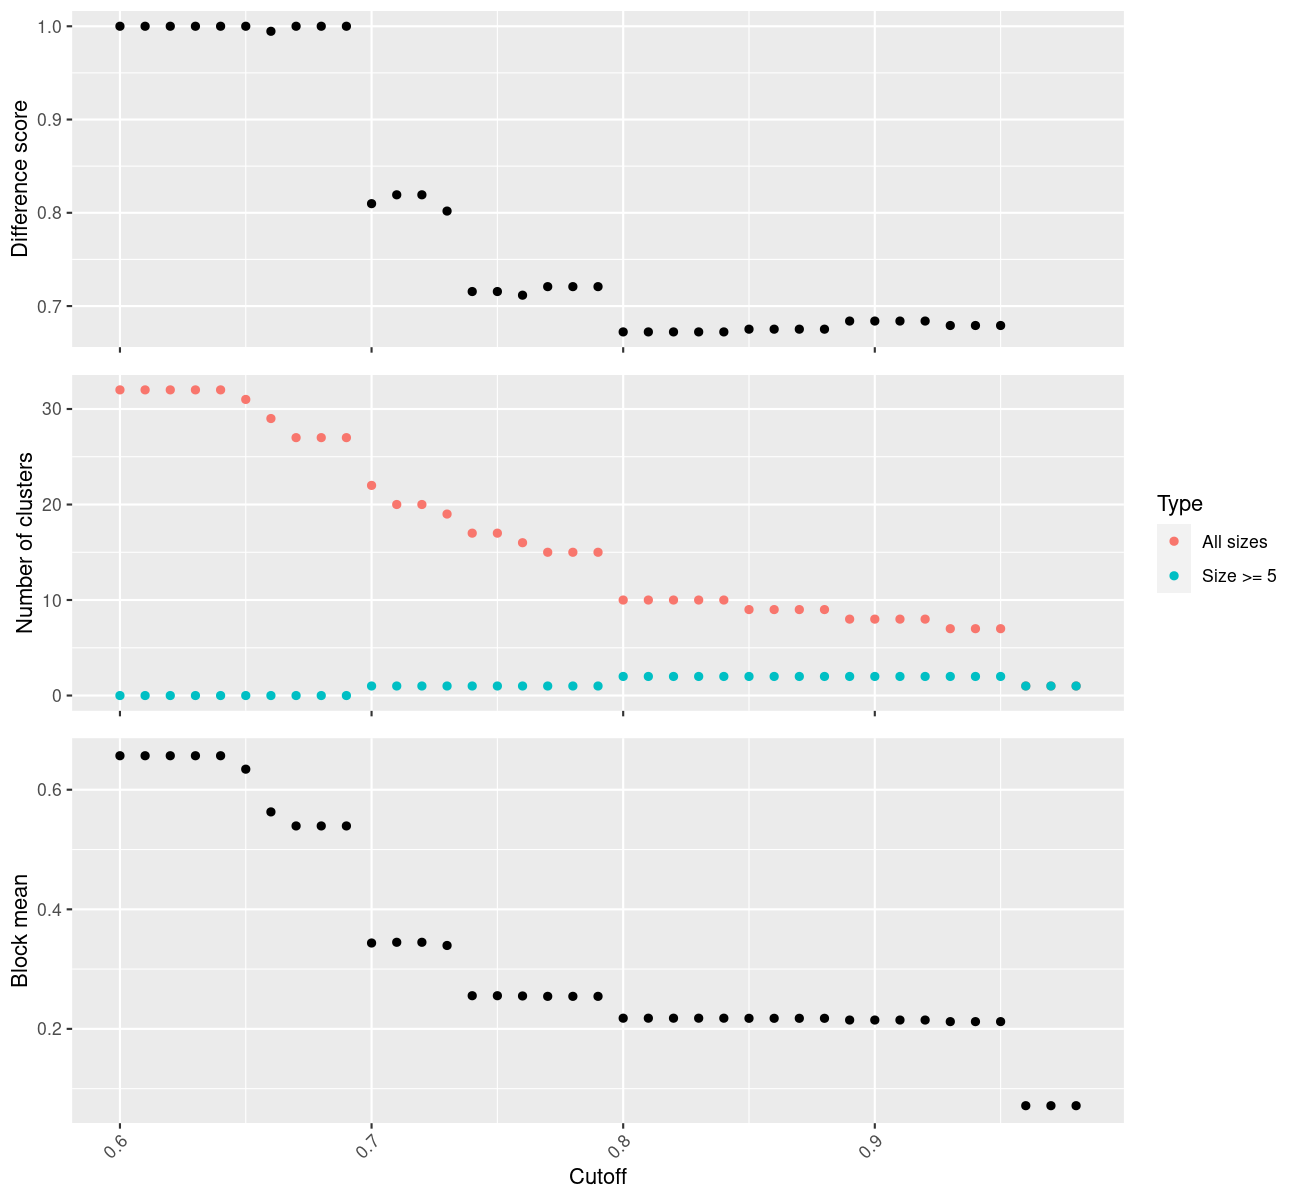 1.0
0.9
0.8
0.7
Difference score
30
20
10
0
Number of clusters
Type
All sizes
Size >= 5
0.6
0.4
0.2
Block mean
0.6
0.7
0.8
0.9
Cutoff